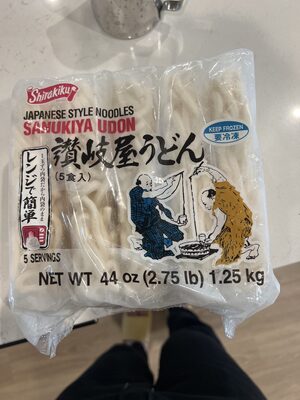 Shirakiku
JAPANESE STYLE NOODLES
SANUKIYA UDON
讃岐屋うどん
(5食入)
KEEP FROZEN
要冷凍
レンジで簡単
5 SERVINGS
NET WT 44 oz (2.75 lb) 1.25 kg